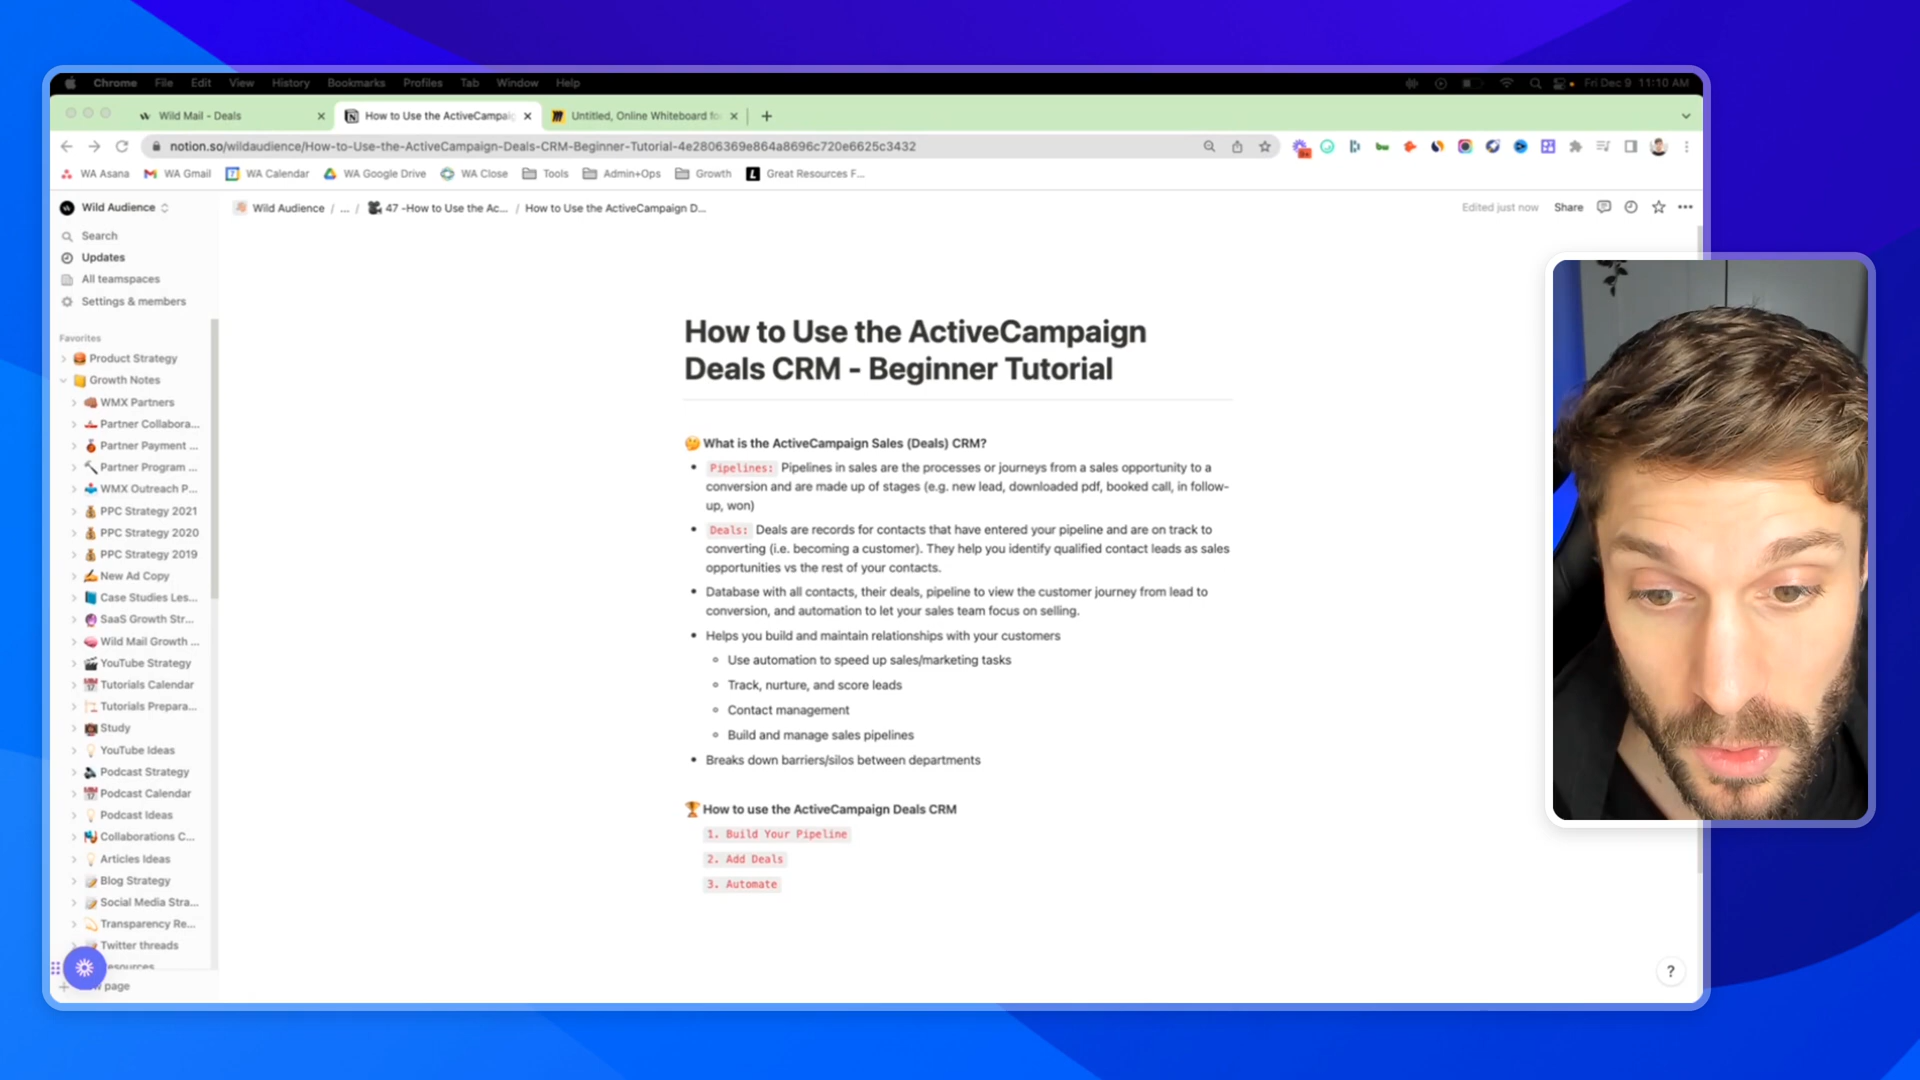 Chrome File Edit View History Bookmarks Profiles Tab Window Help Fri Dec 9 11:10 AM
Wild Mail - Deals
How to Use the ActiveCampaig
Untitled, Online Whiteboard fo
notion.so/wildaudience/How-to-Use-the-ActiveCampaign-Deals-CRM-Beginner-Tutorial-4e2806369e864a8696c720e6625c3432
WA Asana WA Gmail WA Calendar WA Google Drive WA Close Tools Admin+Ops Growth Great Resources F...
Wild Audience
Wild Audience / ... / 47 -How to Use the Ac... / How to Use the ActiveCampaign D...
Edited just now Share
Search
Updates
All teamspaces
Settings & members
Favorites
Product Strategy
Growth Notes
WMX Partners
Partner Collabora...
Partner Payment ...
Partner Program ...
WMX Outreach P...
PPC Strategy 2021
PPC Strategy 2020
PPC Strategy 2019
New Ad Copy
Case Studies Les...
SaaS Growth Str...
Wild Mail Growth ...
YouTube Strategy
Tutorials Calendar
Tutorials Prepara...
Study
YouTube Ideas
Podcast Strategy
Podcast Calendar
Podcast Ideas
Collaborations C...
Articles Ideas
Blog Strategy
Social Media Stra...
Transparency Re...
Twitter threads
page
How to Use the ActiveCampaign
Deals CRM - Beginner Tutorial
What is the ActiveCampaign Sales (Deals) CRM?
• Pipelines: Pipelines in sales are the processes or journeys from a sales opportunity to a
conversion and are made up of stages (e.g. new lead, downloaded pdf, booked call, in follow-
up, won)
• Deals: Deals are records for contacts that have entered your pipeline and are on track to
converting (i.e. becoming a customer). They help you identify qualified contact leads as sales
opportunities vs the rest of your contacts.
• Database with all contacts, their deals, pipeline to view the customer journey from lead to
conversion, and automation to let your sales team focus on selling.
• Helps you build and maintain relationships with your customers
◦ Use automation to speed up sales/marketing tasks
◦ Track, nurture, and score leads
◦ Contact management
◦ Build and manage sales pipelines
• Breaks down barriers/silos between departments
How to use the ActiveCampaign Deals CRM
1. Build Your Pipeline
2. Add Deals
3. Automate
?